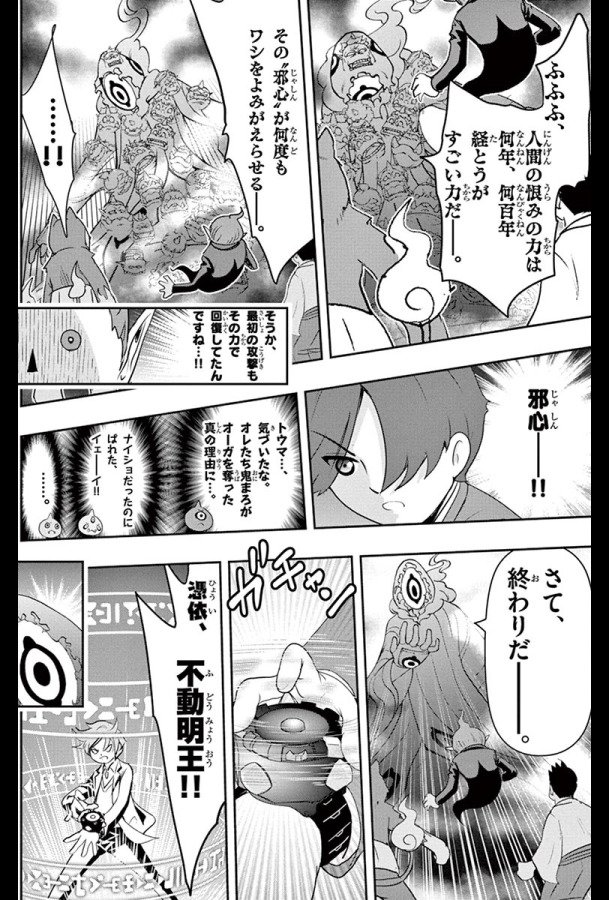 ふふふ、
人間の恨みの力は
何年、何百年
経とうが
すごい力だ――。
その〝邪心〟が何度も
ワシをよみがえらせる――。
……!!
そうか、
最初の攻撃も
その力で
回復してたん
ですね…!!
邪心――!!
トウマ…、
気づいたな。
オレたち鬼まろが
オーガを奪った
真の理由に…。
ナイショだったのに
ばれた、
イェ――イ!!
……。
さて、
終わりだ――。
ガチャン
憑依、
不動明王!!